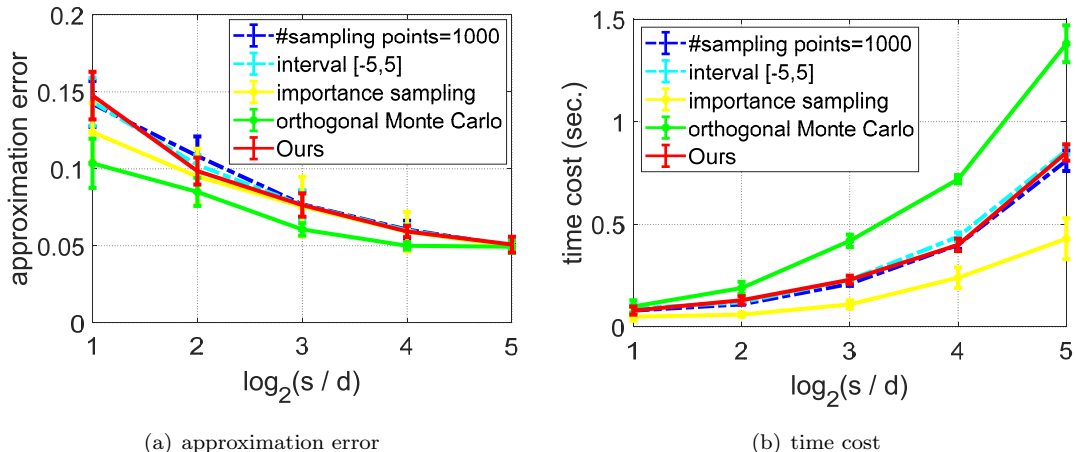 0.2
0.15
0.1
0.05
0
approximation error
#sampling points=1000
interval [-5,5]
importance sampling
orthogonal Monte Carlo
Ours
1 2 3 4 5
log2(s / d)
(a) approximation error
1.5
1
0.5
0
time cost (sec.)
#sampling points=1000
interval [-5,5]
importance sampling
orthogonal Monte Carlo
Ours
1 2 3 4 5
log2(s / d)
(b) time cost